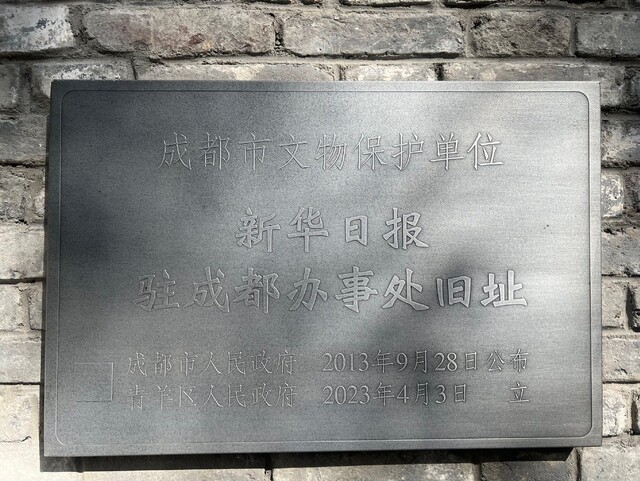 成都市文物保护单位
新华日报
驻成都办事处旧址
成都市人民政府 2013年9月28日公布
青羊区人民政府 2023年4月3日 立